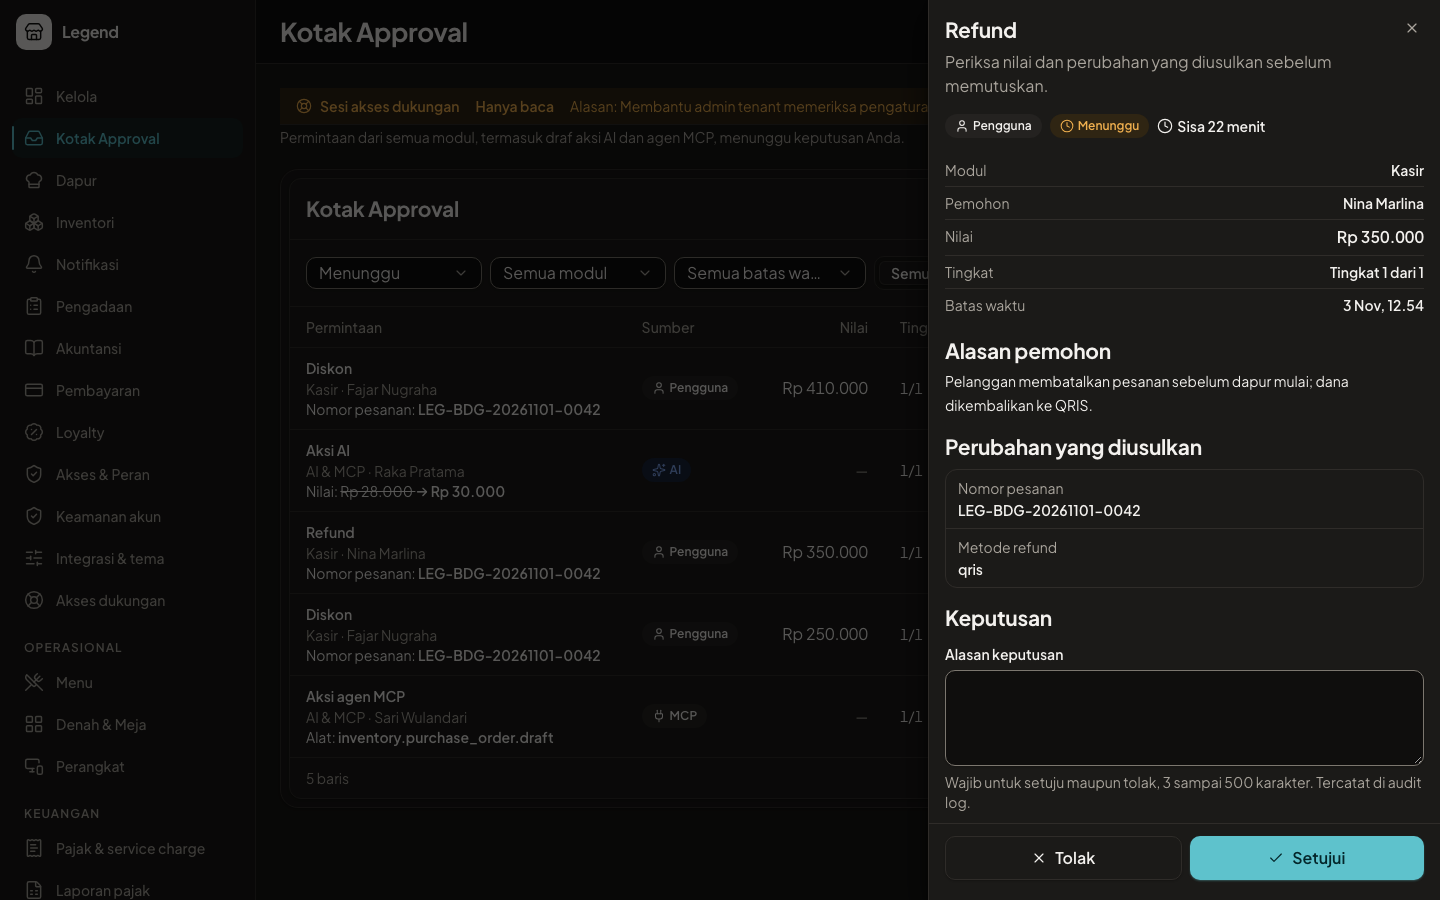 Legend
Kelola
Kotak Approval
Dapur
Inventori
Notifikasi
Pengadaan
Akuntansi
Pembayaran
Loyalty
Akses & Peran
Keamanan akun
Integrasi & tema
Akses dukungan
OPERASIONAL
Menu
Denah & Meja
Perangkat
KEUANGAN
Pajak & service charge
Laporan pajak
Kotak Approval
Sesi akses dukungan Hanya baca Alasan: Membantu admin tenant memeriksa pengatura
Permintaan dari semua modul, termasuk draf aksi AI dan agen MCP, menunggu keputusan Anda.
Kotak Approval
Menunggu Semua modul Semua batas wa... Semu
Permintaan Sumber Nilai Ting
Diskon
Kasir · Fajar Nugraha
Nomor pesanan: LEG-BDG-20261101-0042
Pengguna Rp 410.000 1/1
Aksi AI
AI & MCP · Raka Pratama
Nilai: Rp 28.000 → Rp 30.000
AI — 1/1
Refund
Kasir · Nina Marlina
Nomor pesanan: LEG-BDG-20261101-0042
Pengguna Rp 350.000 1/1
Diskon
Kasir · Fajar Nugraha
Nomor pesanan: LEG-BDG-20261101-0042
Pengguna Rp 250.000 1/1
Aksi agen MCP
AI & MCP · Sari Wulandari
Alat: inventory.purchase_order.draft
MCP — 1/1
5 baris
Refund
Periksa nilai dan perubahan yang diusulkan sebelum
memutuskan.
Pengguna Menunggu Sisa 22 menit
Modul Kasir
Pemohon Nina Marlina
Nilai Rp 350.000
Tingkat Tingkat 1 dari 1
Batas waktu 3 Nov, 12.54
Alasan pemohon
Pelanggan membatalkan pesanan sebelum dapur mulai; dana
dikembalikan ke QRIS.
Perubahan yang diusulkan
Nomor pesanan
LEG-BDG-20261101-0042
Metode refund
qris
Keputusan
Alasan keputusan
Wajib untuk setuju maupun tolak, 3 sampai 500 karakter. Tercatat di audit
log.
Tolak Setujui